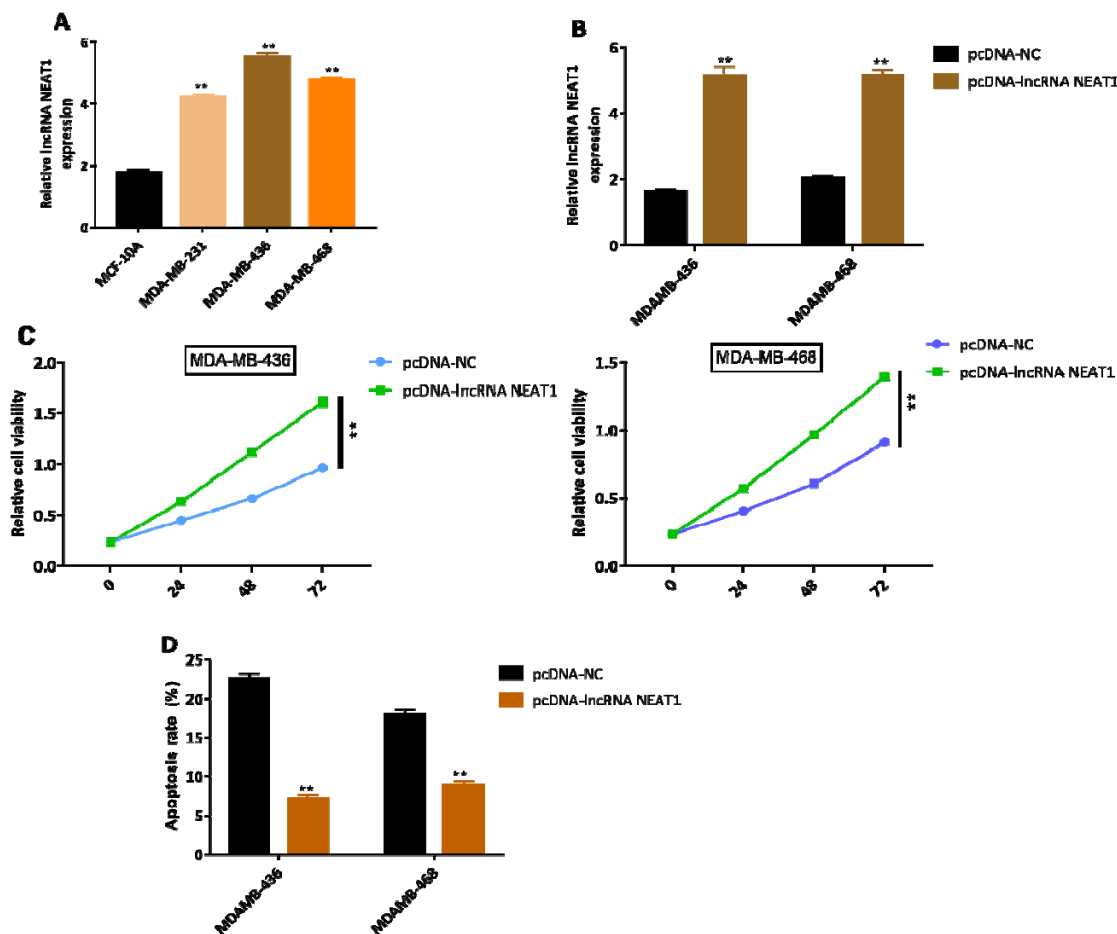 A
Relative lncRNA NEAT1
expression
6
4
2
0
**
**
**
MCF-10A
MDA-MB-231
MDA-MB-436
MDA-MB-468
B
Relative lncRNA NEAT1
expression
6
4
2
0
**
**
MDAMB-436
MDAMB-468
pcDNA-NC
pcDNA-lncRNA NEAT1
C
MDA-MB-436
Relative cell viability
2.0
1.5
1.0
0.5
0.0
0
24
48
72
pcDNA-NC
pcDNA-lncRNA NEAT1
**
MDA-MB-468
Relative cell viability
1.5
1.0
0.5
0.0
0
24
48
72
pcDNA-NC
pcDNA-lncRNA NEAT1
**
D
Apoptosis rate (%)
25
20
15
10
5
0
**
**
MDAMB-436
MDAMB-468
pcDNA-NC
pcDNA-lncRNA NEAT1